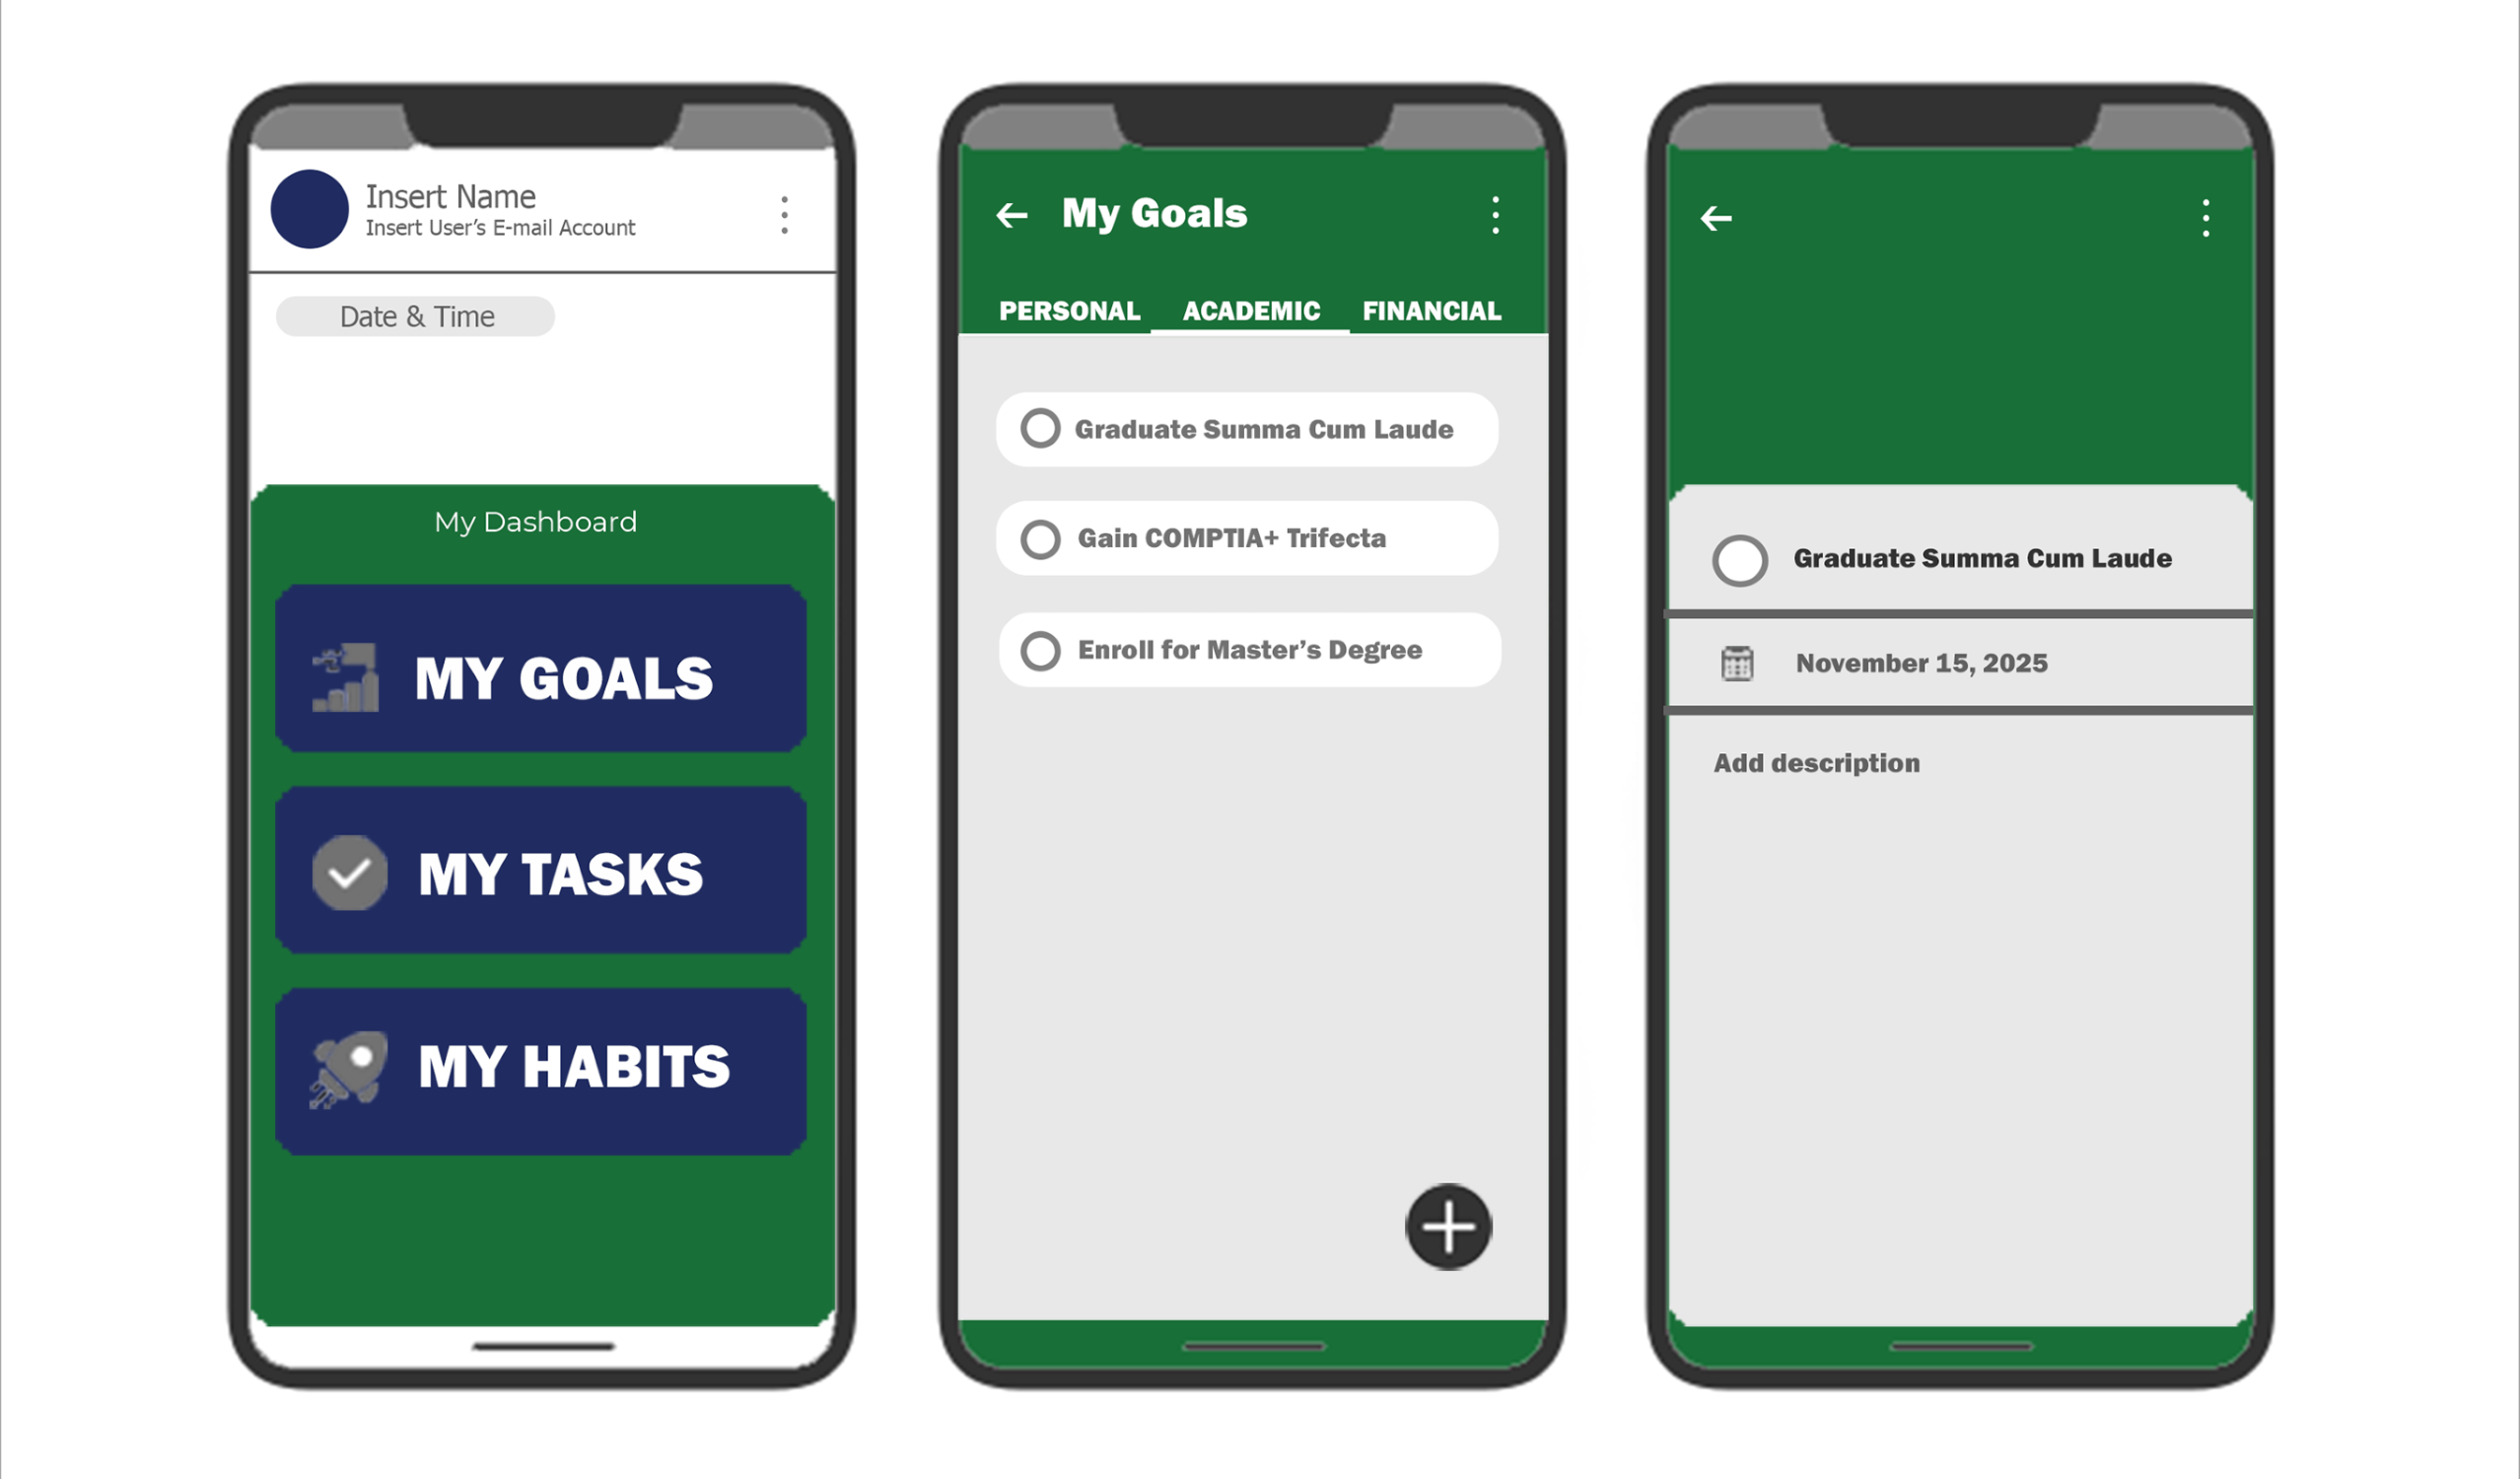 Insert Name
Insert User's E-mail Account
Date & Time
My Dashboard
MY GOALS
MY TASKS
MY HABITS
My Goals
PERSONAL ACADEMIC FINANCIAL
Graduate Summa Cum Laude
Gain COMPTIA+ Trifecta
Enroll for Master's Degree
Graduate Summa Cum Laude
November 15, 2025
Add description